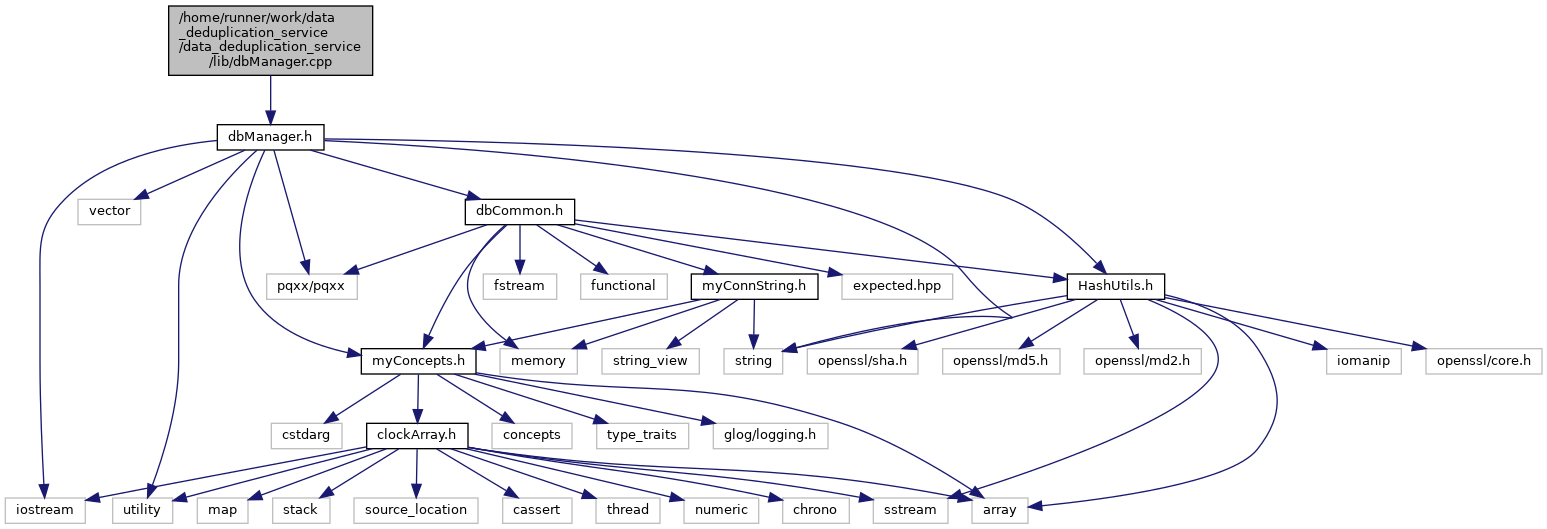 /home/runner/work/data
_deduplication_service
/data_deduplication_service
/lib/dbManager.cpp
dbManager.h
vector
dbCommon.h
pqxx/pqxx
fstream
functional
myConnString.h
expected.hpp
HashUtils.h
myConcepts.h
memory
string_view
string
openssl/sha.h
openssl/md5.h
openssl/md2.h
iomanip
openssl/core.h
cstdarg
clockArray.h
concepts
type_traits
glog/logging.h
iostream
utility
map
stack
source_location
cassert
thread
numeric
chrono
sstream
array